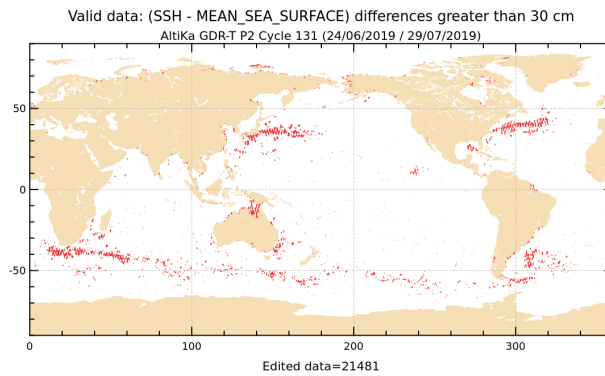 Valid data: (SSH - MEAN_SEA_SURFACE) differences greater than 30 cm
AltiKa GDR-T P2 Cycle 131 (24/06/2019 / 29/07/2019)
50
0
-50
0 100 200 300
Edited data=21481